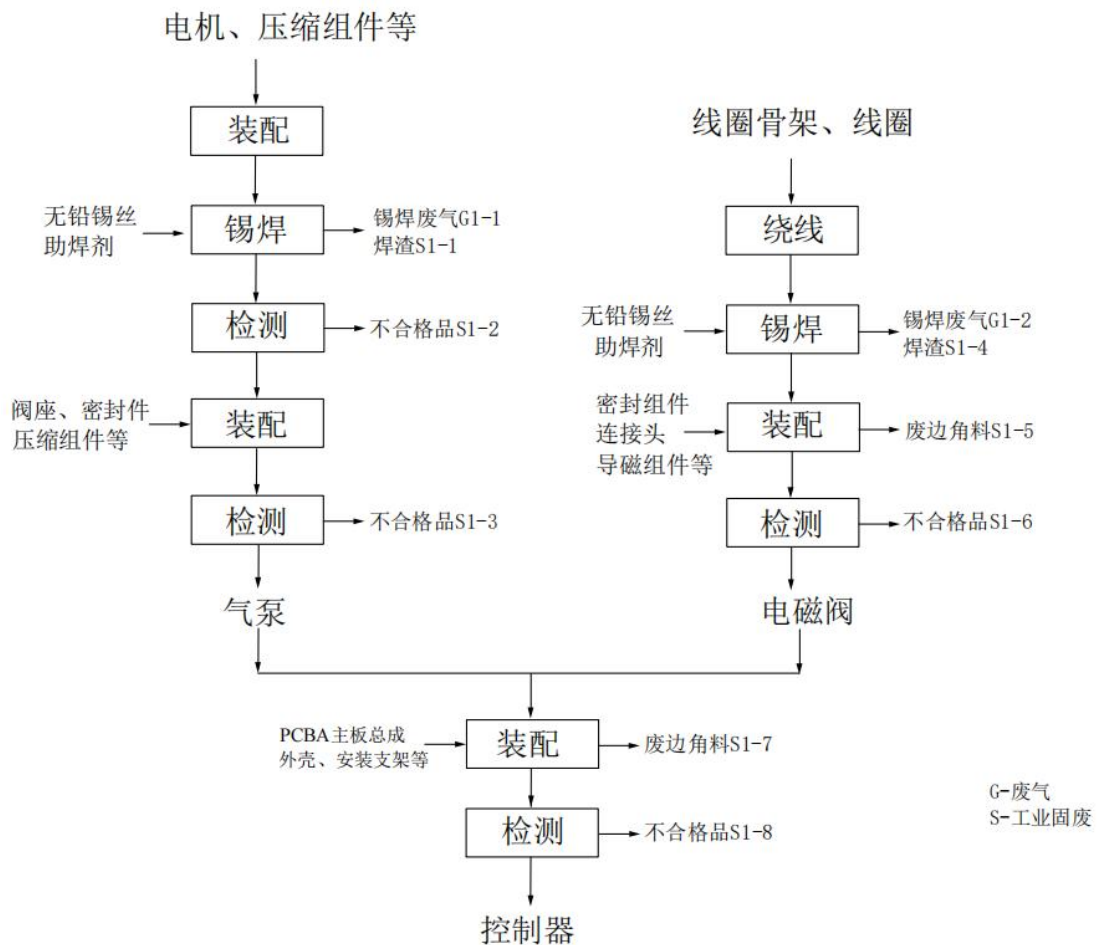 电机、压缩组件等
装配
无铅锡丝
助焊剂
锡焊
锡焊废气G1-1
焊渣S1-1
检测
不合格品S1-2
阀座、密封件
压缩组件等
装配
检测
不合格品S1-3
气泵
线圈骨架、线圈
绕线
无铅锡丝
助焊剂
锡焊
锡焊废气G1-2
焊渣S1-4
密封组件
连接头
导磁组件等
装配
废边角料S1-5
检测
不合格品S1-6
电磁阀
PCBA主板总成
外壳、安装支架等
装配
废边角料S1-7
检测
不合格品S1-8
控制器
G-废气
S-工业固废